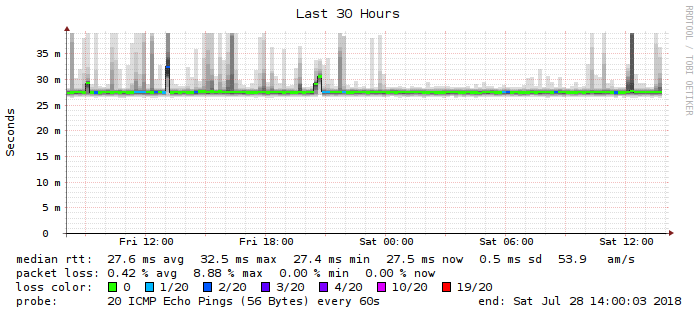 Last 30 Hours
RRDTOOL / TOBI OETIKER
Seconds
35 m
30 m
25 m
20 m
15 m
10 m
5 m
0
Fri 12:00 Fri 18:00 Sat 00:00 Sat 06:00 Sat 12:00
median rtt: 27.6 ms avg 32.5 ms max 27.4 ms min 27.5 ms now 0.5 ms sd 53.9 am/s
packet loss: 0.42 % avg 8.88 % max 0.00 % min 0.00 % now
loss color: 0 1/20 2/20 3/20 4/20 10/20 19/20
probe: 20 ICMP Echo Pings (56 Bytes) every 60s end: Sat Jul 28 14:00:03 2018